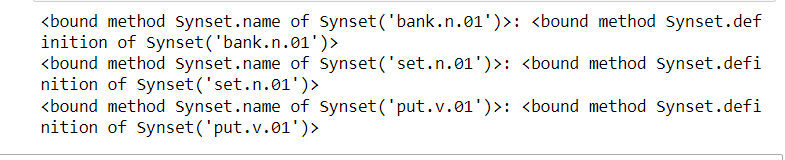 <bound method Synset.name of Synset('bank.n.01')>: <bound method Synset.def
inition of Synset('bank.n.01')>
<bound method Synset.name of Synset('set.n.01')>: <bound method Synset.defi
nition of Synset('set.n.01')>
<bound method Synset.name of Synset('put.v.01')>: <bound method Synset.defi
nition of Synset('put.v.01')>